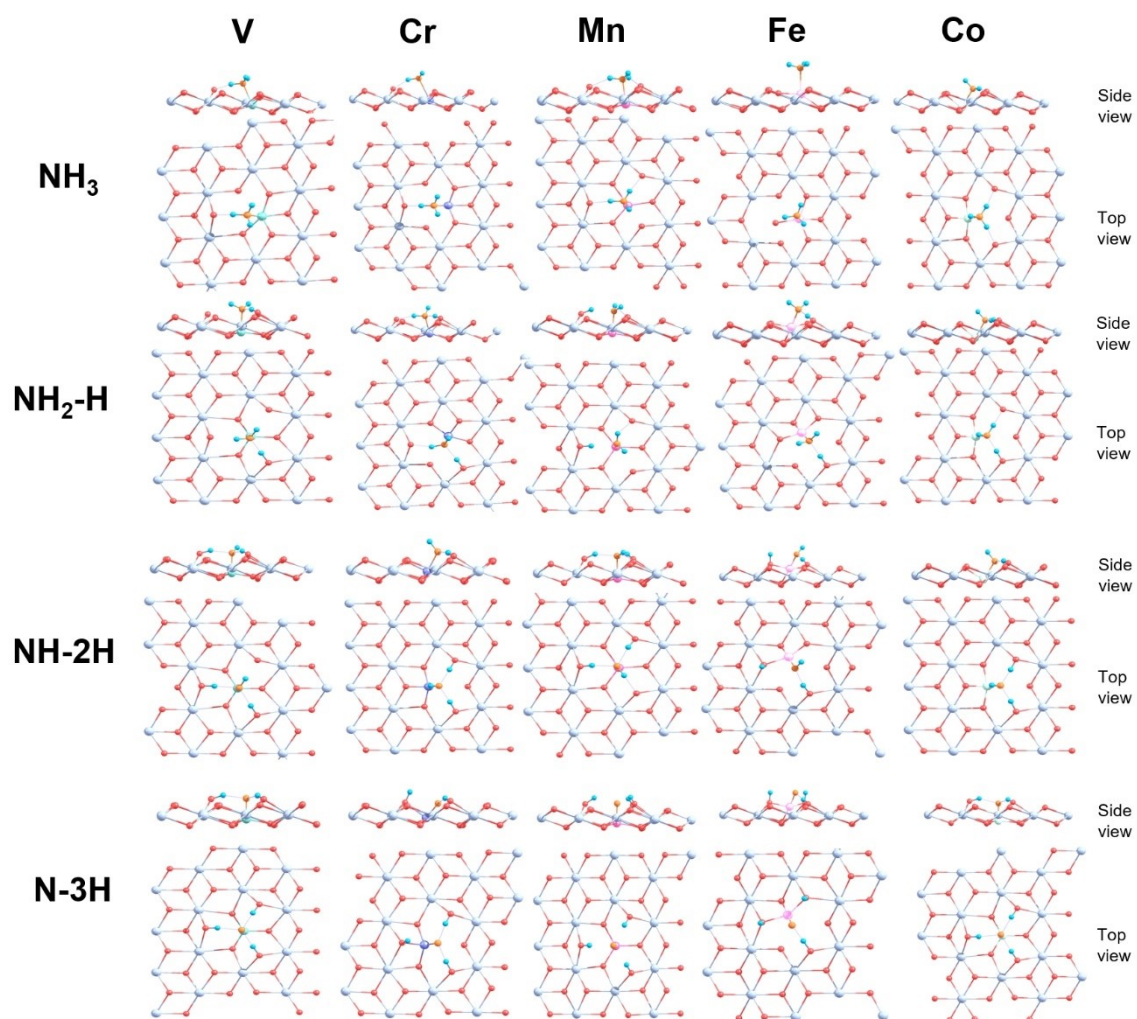 V Cr Mn Fe Co
Side
view
NH₃
Top
view
Side
view
NH₂-H
Top
view
Side
view
NH-2H
Top
view
Side
view
N-3H
Top
view